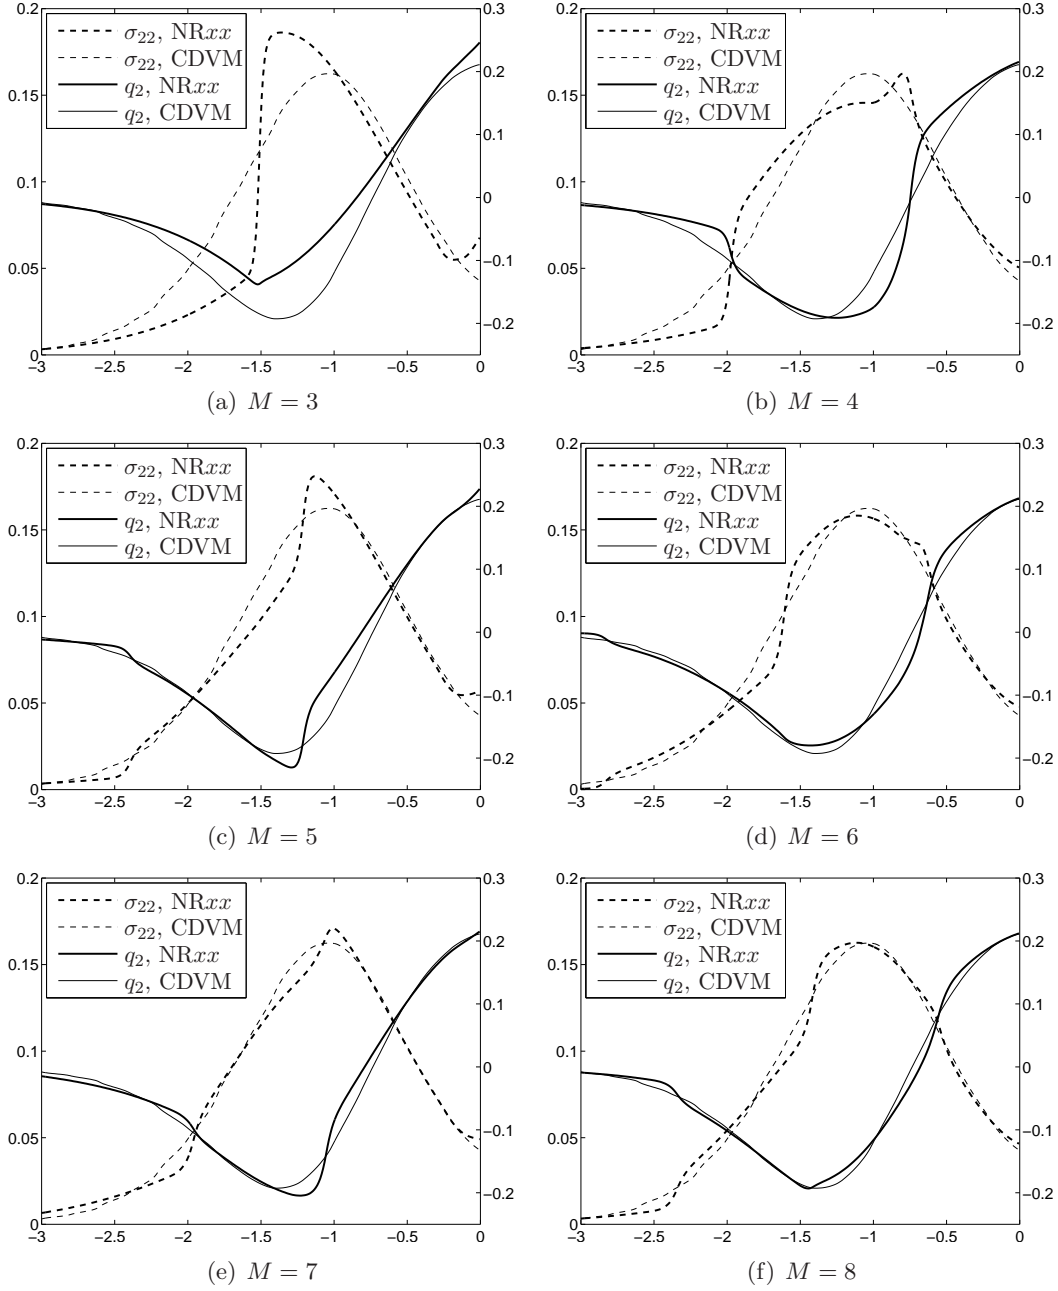 σ₂₂, NRxx
σ₂₂, CDVM
q₂, NRxx
q₂, CDVM
0.2
0.15
0.1
0.05
0
0.3
0.2
0.1
0
−0.1
−0.2
−3 −2.5 −2 −1.5 −1 −0.5 0
(a) M = 3
σ₂₂, NRxx
σ₂₂, CDVM
q₂, NRxx
q₂, CDVM
0.2
0.15
0.1
0.05
0
0.3
0.2
0.1
0
−0.1
−0.2
−3 −2.5 −2 −1.5 −1 −0.5 0
(b) M = 4
σ₂₂, NRxx
σ₂₂, CDVM
q₂, NRxx
q₂, CDVM
0.2
0.15
0.1
0.05
0
0.3
0.2
0.1
0
−0.1
−0.2
−3 −2.5 −2 −1.5 −1 −0.5 0
(c) M = 5
σ₂₂, NRxx
σ₂₂, CDVM
q₂, NRxx
q₂, CDVM
0.2
0.15
0.1
0.05
0
0.3
0.2
0.1
0
−0.1
−0.2
−3 −2.5 −2 −1.5 −1 −0.5 0
(d) M = 6
σ₂₂, NRxx
σ₂₂, CDVM
q₂, NRxx
q₂, CDVM
0.2
0.15
0.1
0.05
0
0.3
0.2
0.1
0
−0.1
−0.2
−3 −2.5 −2 −1.5 −1 −0.5 0
(e) M = 7
σ₂₂, NRxx
σ₂₂, CDVM
q₂, NRxx
q₂, CDVM
0.2
0.15
0.1
0.05
0
0.3
0.2
0.1
0
−0.1
−0.2
−3 −2.5 −2 −1.5 −1 −0.5 0
(f) M = 8